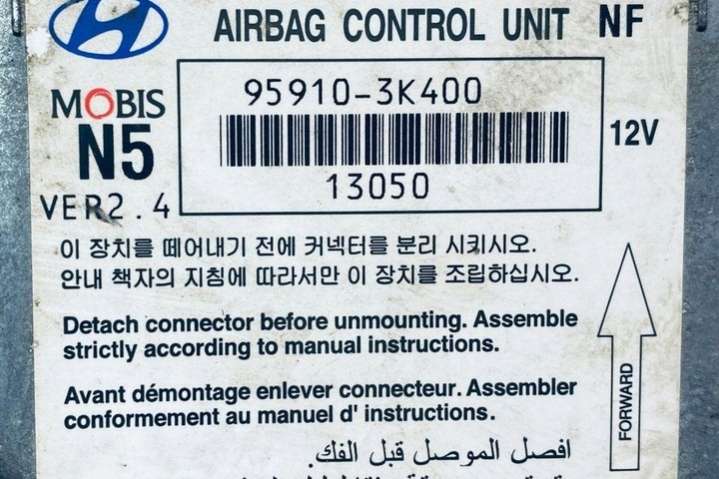 AIRBAG CONTROL UNIT NF
MOBIS
N5
VER2.4
95910-3K400
13050
12V
이 장치를 떼어내기 전에 커넥터를 분리 시키시오.
안내 책자의 지침에 따라서만 이 장치를 조립하십시오.
Detach connector before unmounting. Assemble
strictly according to manual instructions.
Avant démontage enlever connecteur. Assembler
conformement au manuel d' instructions.
FORWARD
افصل الموصل قبل الفك.